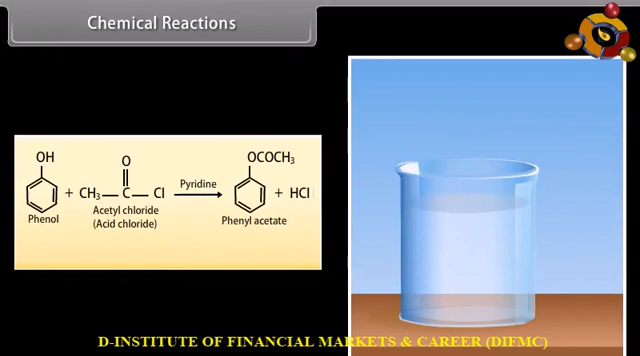 Chemical Reactions
OH
O
OCOCH₃
+ CH₃ — C — Cl
Pyridine
+ HCl
Phenol
Acetyl chloride
(Acid chloride)
Phenyl acetate
D-INSTITUTE OF FINANCIAL MARKETS & CAREER (DIFMC)